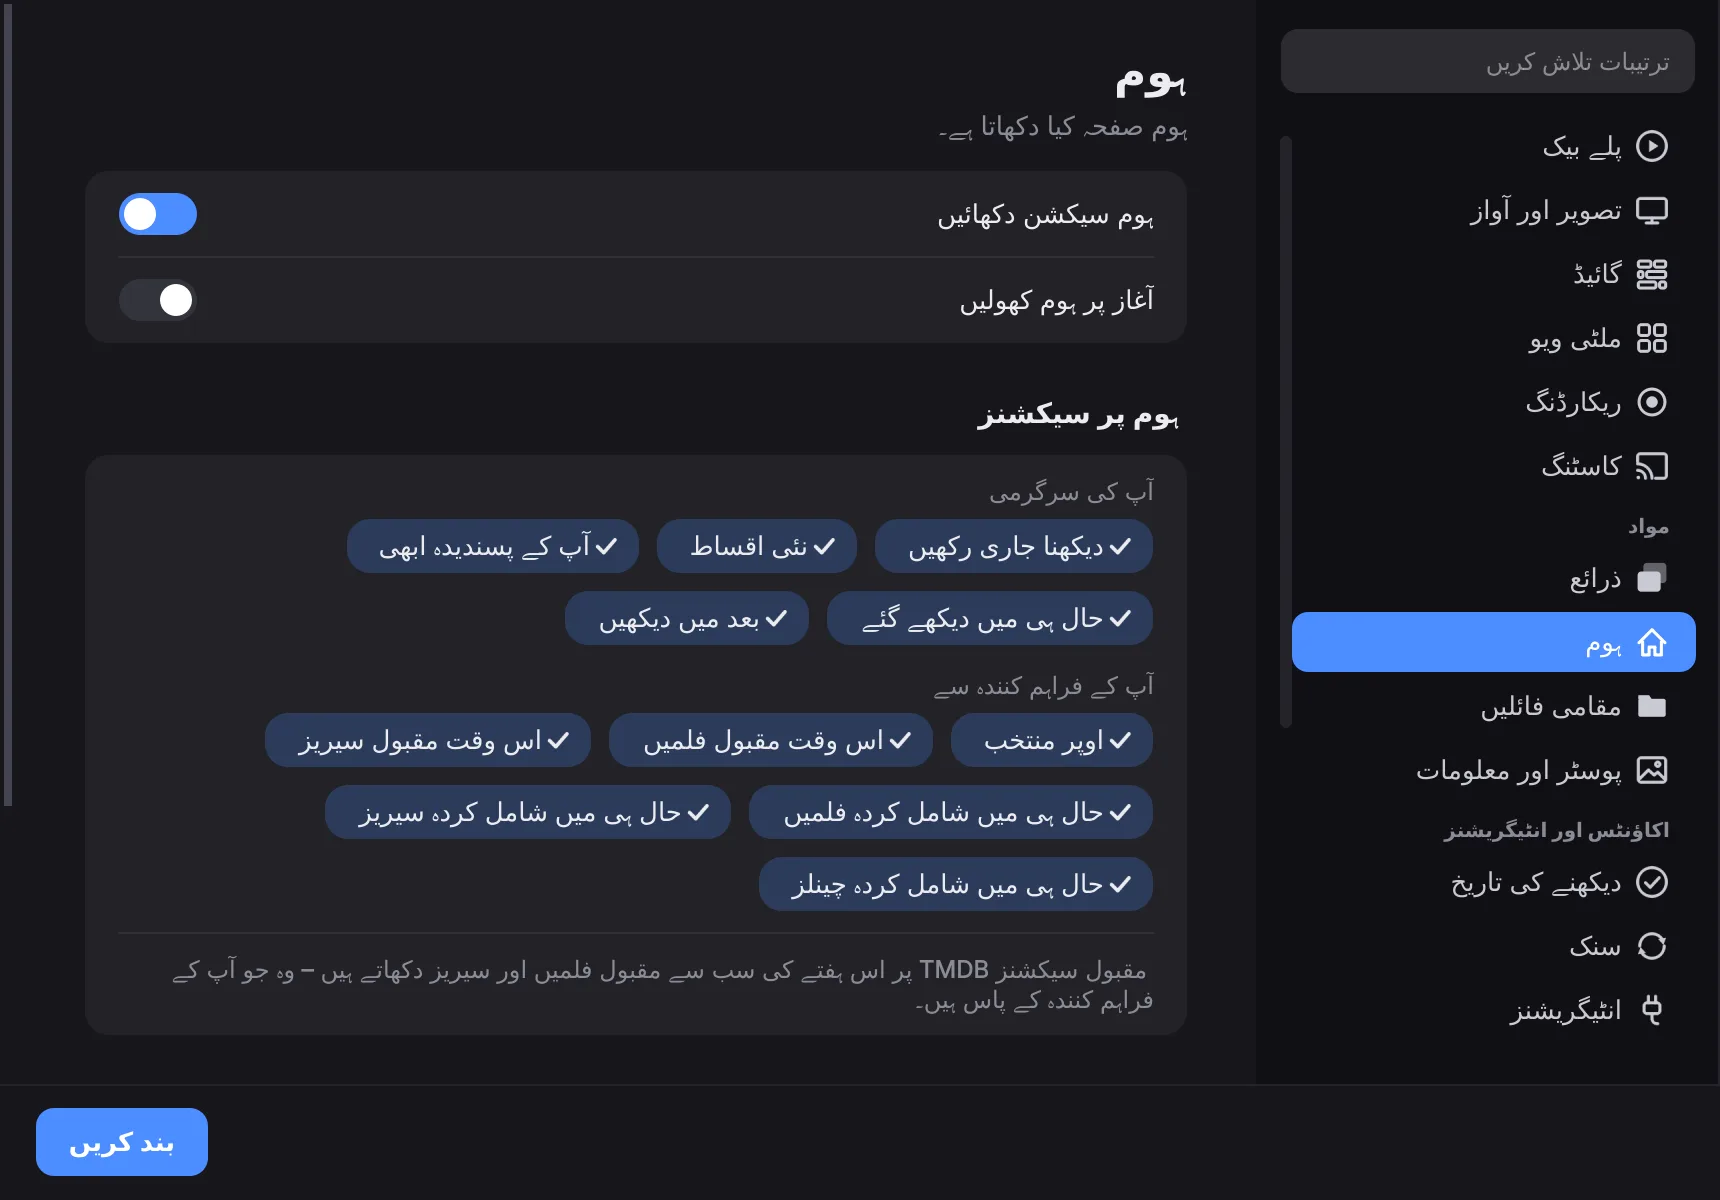 ترتیبات تلاش کریں
پلے بیک
تصویر اور آواز
گائیڈ
ملٹی ویو
ریکارڈنگ
کاسٹنگ
مواد
ذرائع
ہوم
مقامی فائلیں
پوسٹر اور معلومات
اکاؤنٹس اور انٹیگریشنز
دیکھنے کی تاریخ
سنک
انٹیگریشنز
ہوم
ہوم صفحہ کیا دکھاتا ہے۔
ہوم سیکشن دکھائیں
آغاز پر ہوم کھولیں
ہوم پر سیکشنز
آپ کی سرگرمی
دیکھنا جاری رکھیں نئی اقساط آپ کے پسندیدہ ابھی
حال ہی میں دیکھے گئے بعد میں دیکھیں
آپ کے فراہم کنندہ سے
اوپر منتخب اس وقت مقبول فلمیں اس وقت مقبول سیریز
حال ہی میں شامل کردہ فلمیں حال ہی میں شامل کردہ سیریز
حال ہی میں شامل کردہ چینلز
مقبول سیکشنز TMDB پر اس ہفتے کی سب سے مقبول فلمیں اور سیریز دکھاتے ہیں – وہ جو آپ کے
فراہم کنندہ کے پاس ہیں۔
بند کریں